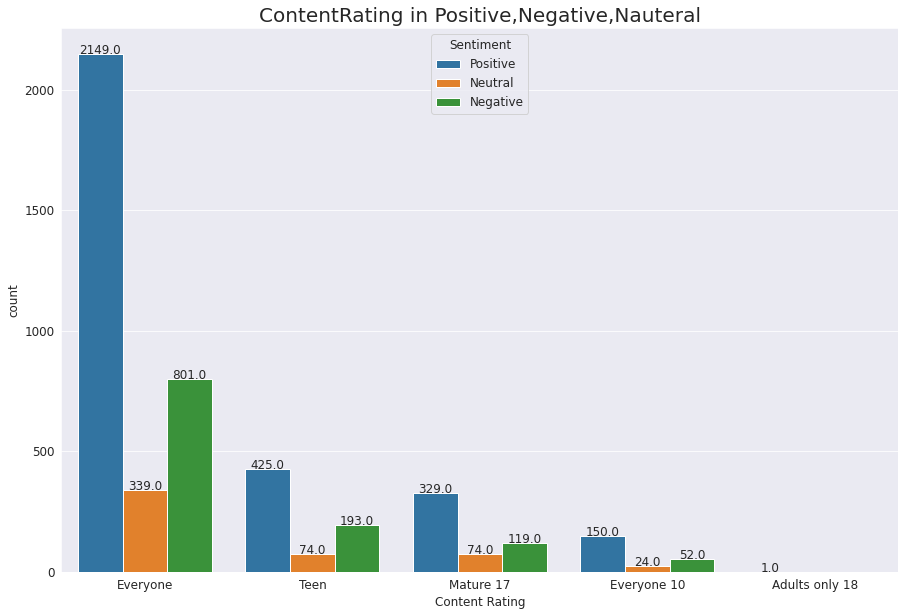 ContentRating in Positive,Negative,Nauteral
Sentiment
Positive
Neutral
Negative
count
2000
1500
1000
500
0
2149.0
339.0
801.0
425.0
74.0
193.0
329.0
74.0
119.0
150.0
24.0
52.0
1.0
Everyone
Teen
Mature 17
Everyone 10
Adults only 18
Content Rating